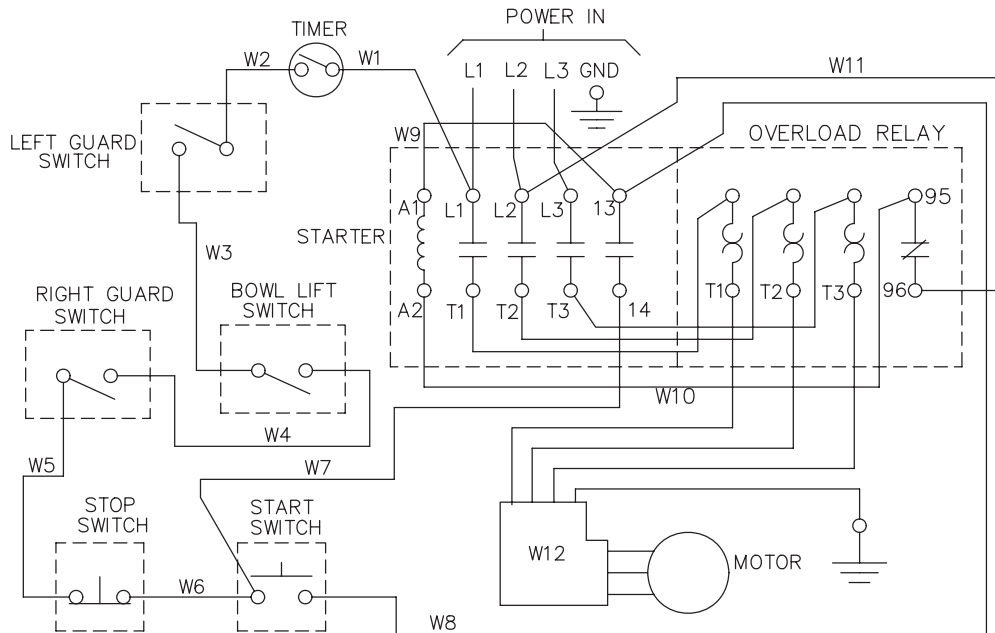 POWER IN
TIMER
W2
W1
L1
L2
L3
GND
W11
LEFT GUARD
SWITCH
W9
OVERLOAD RELAY
A1
L1
L2
L3
13
95
STARTER
W3
RIGHT GUARD
SWITCH
BOWL LIFT
SWITCH
A2
T1
T2
T3
14
T1
T2
T3
96
W10
W4
W5
W7
STOP
SWITCH
START
SWITCH
W12
MOTOR
W6
W8